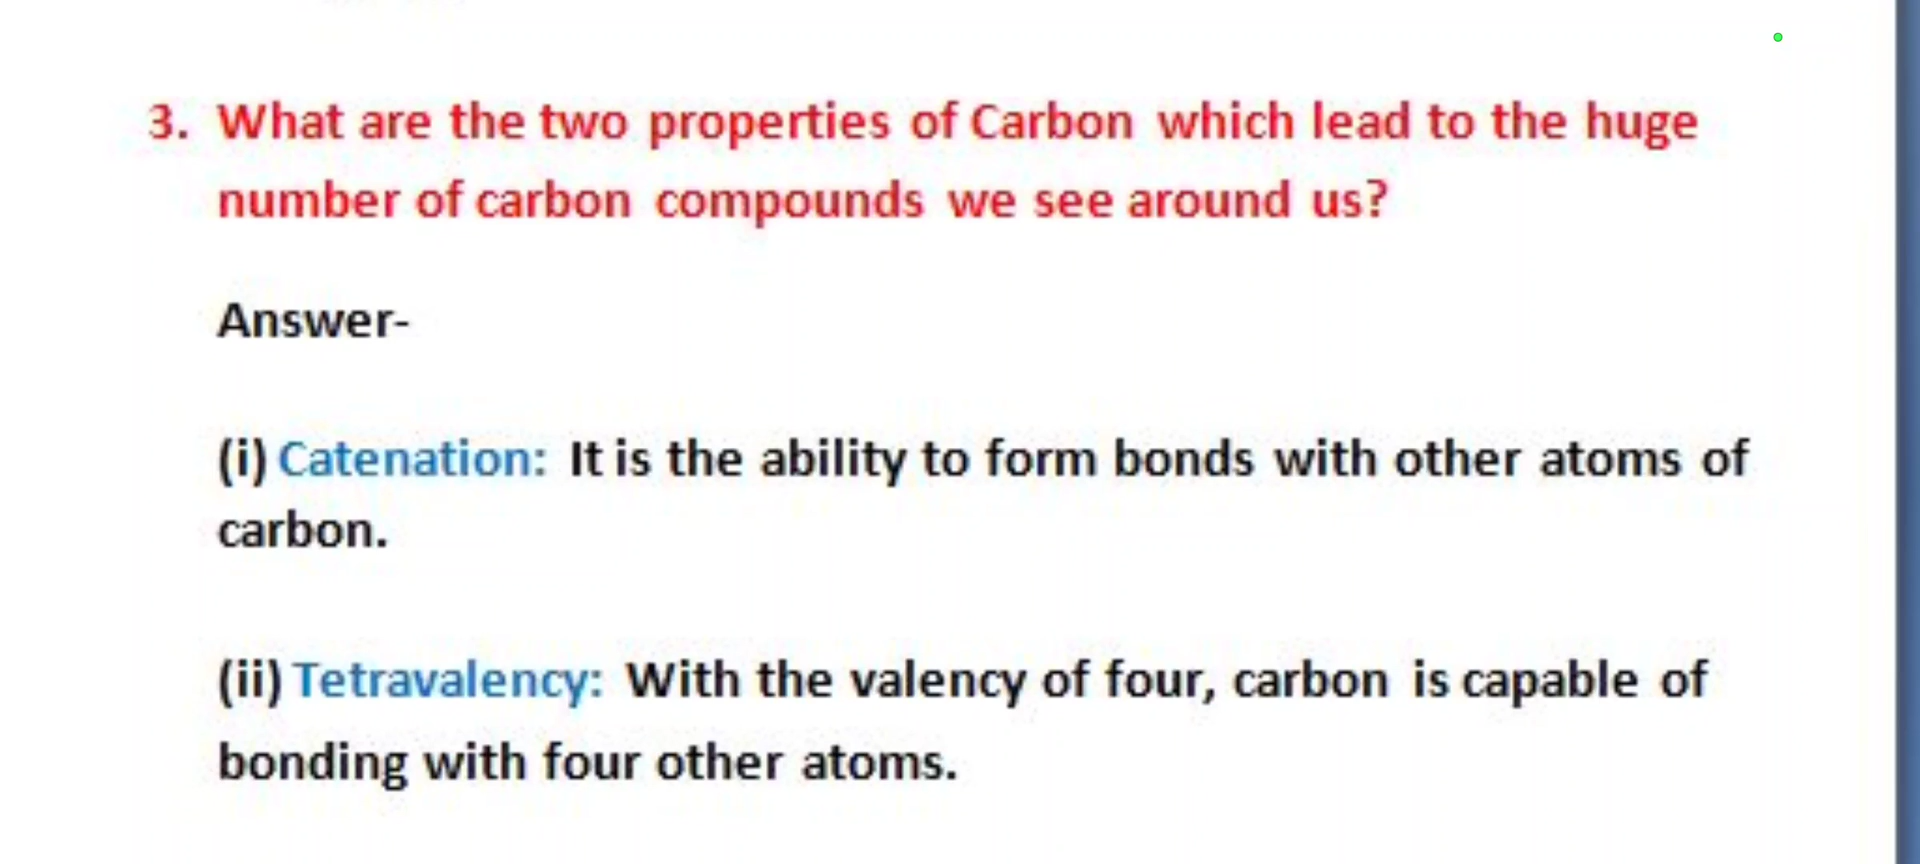 3. What are the two properties of Carbon which lead to the huge
number of carbon compounds we see around us?
Answer-
(i) Catenation: It is the ability to form bonds with other atoms of
carbon.
(ii) Tetravalency: With the valency of four, carbon is capable of
bonding with four other atoms.